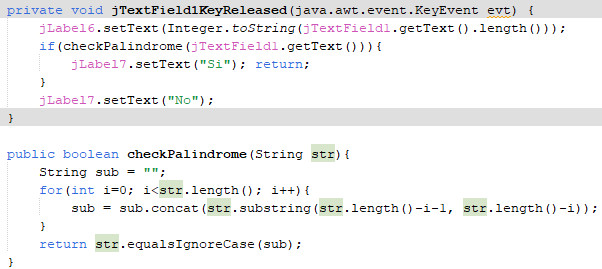 private void jTextField1KeyReleased(java.awt.event.KeyEvent evt) {
    jLabel6.setText(Integer.toString(jTextField1.getText().length()));
    if(checkPalindrome(jTextField1.getText())){
        jLabel7.setText("Si"); return;
    }
    jLabel7.setText("No");
}

public boolean checkPalindrome(String str){
    String sub = "";
    for(int i=0; i<str.length(); i++){
        sub = sub.concat(str.substring(str.length()-i-1, str.length()-i));
    }
    return str.equalsIgnoreCase(sub);
}